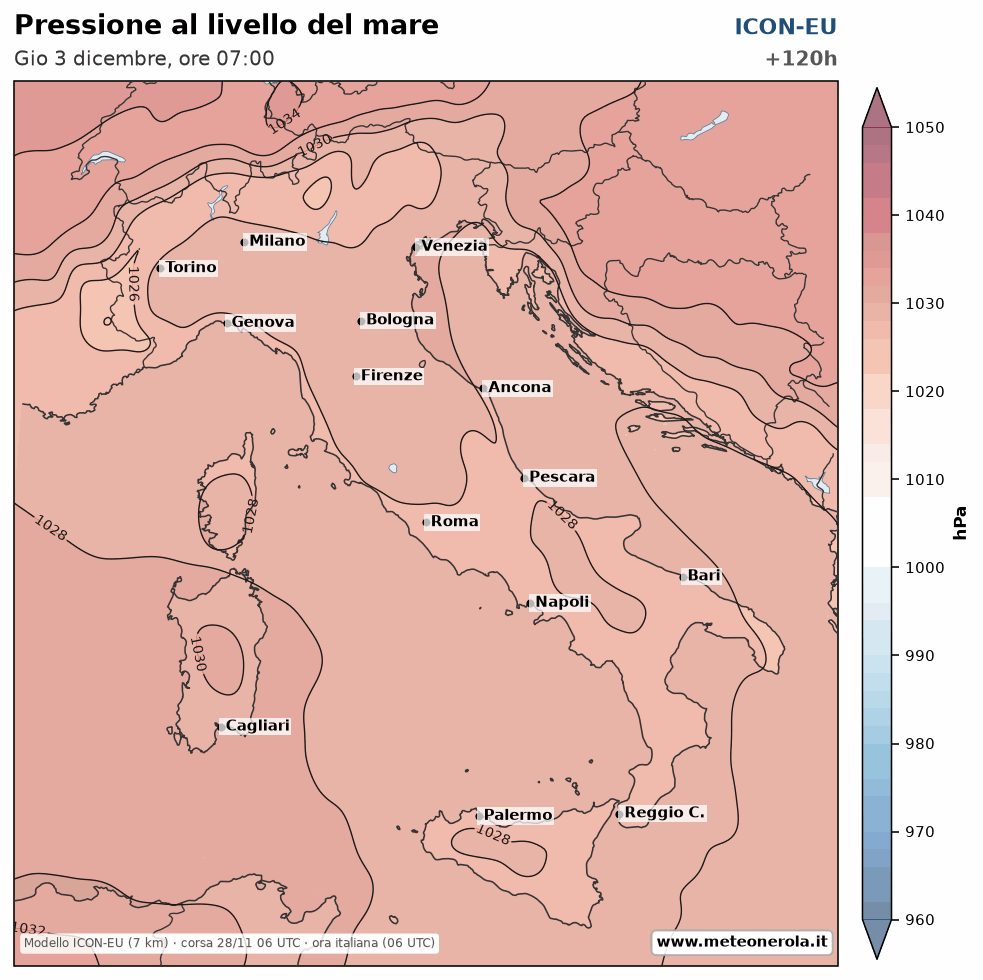 Pressione al livello del mare
ICON-EU
Gio 3 dicembre, ore 07:00
+120h
1034
1030
Milano
Venezia
Torino
1026
Genova
Bologna
Firenze
Ancona
Pescara
1028
1028
1028
Roma
Bari
Napoli
1030
Cagliari
Palermo
Reggio C.
1028
1032
Modello ICON-EU (7 km) · corsa 28/11 06 UTC · ora italiana (06 UTC)
www.meteonerola.it
1050
1040
1030
1020
1010
1000
990
980
970
960
hPa